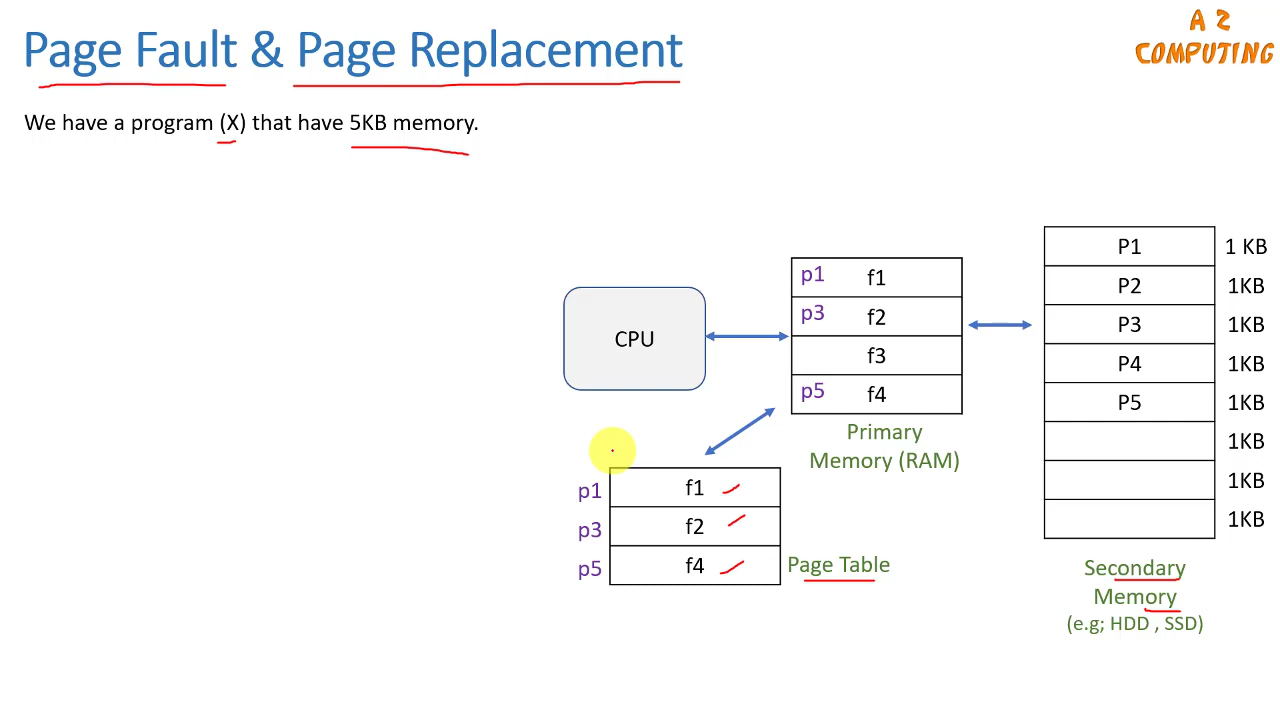 Page Fault & Page Replacement
A 2
COMPUTING
We have a program (X) that have 5KB memory.
CPU
p1 f1
p3 f2
f3
p5 f4
Primary
Memory (RAM)
P1 1 KB
P2 1KB
P3 1KB
P4 1KB
P5 1KB
1KB
1KB
1KB
Secondary
Memory
(e.g; HDD , SSD)
p1 f1
p3 f2
p5 f4
Page Table